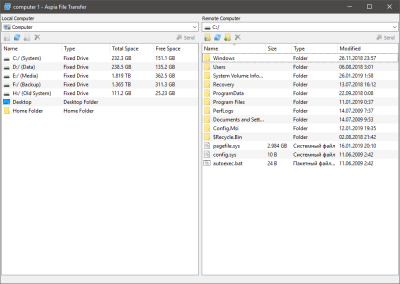 computer 1 - Aspia File Transfer
Local Computer
Computer
Send
Name Type Total Space Free Space
C:/ (System) Fixed Drive 232.3 GB 151.1 GB
D:/ (Data) Fixed Drive 238.5 GB 135.2 GB
E:/ (Media) Fixed Drive 1.819 TB 362.5 GB
F:/ (Backup) Fixed Drive 1.365 TB 311.3 GB
H:/ (Old System) Fixed Drive 111.2 GB 25.23 GB
Desktop Desktop Folder
Home Folder Home Folder
Remote Computer
C:/
Send
Name Size Type Modified
Windows Folder 26.11.2018 23:57
Users Folder 06.08.2018 3:01
System Volume Info... Folder 26.01.2019 1:58
Recovery Folder 13.07.2018 16:12
ProgramData Folder 22.09.2018 0:08
Program Files Folder 11.01.2019 0:37
PerfLogs Folder 14.07.2009 7:37
Documents and Setti... Folder 14.07.2009 9:53
Config.Msi Folder 12.01.2019 19:35
$Recycle.Bin Folder 02.08.2018 21:42
pagefile.sys 2.984 GB Системный файл 16.01.2019 20:10
config.sys 10 B Системный файл 11.06.2009 2:42
autoexec.bat 24 B Пакетный файл... 11.06.2009 2:42